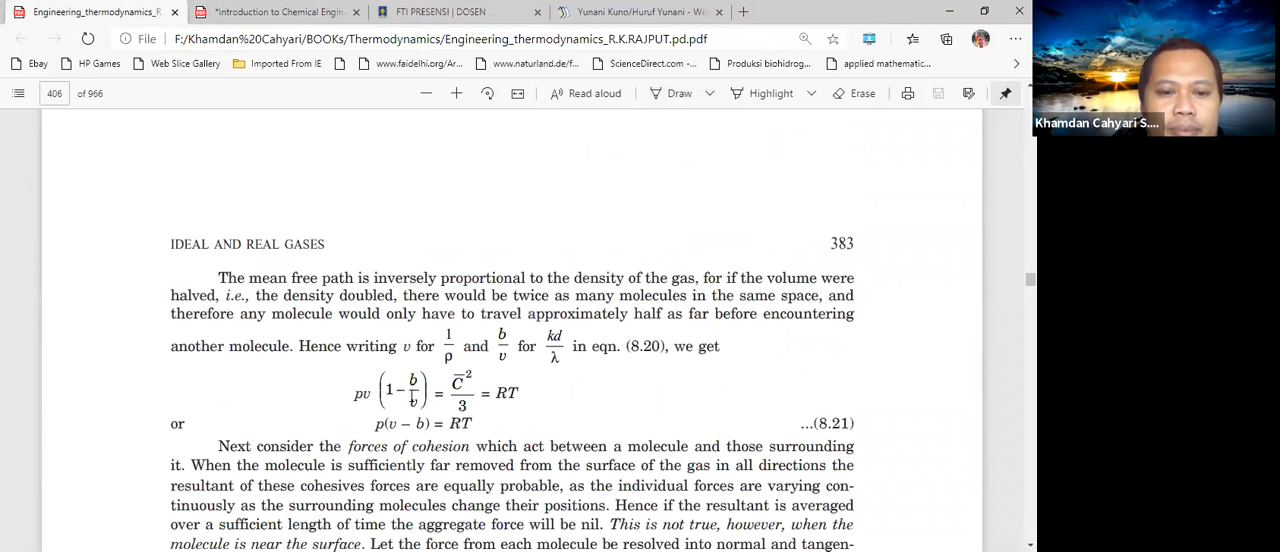 Engineering_thermodynamics_R.
*Introduction to Chemical Engin
FTI PRESENSI | DOSEN
Yunani Kuno/Huruf Yunani - Wik
File
F:/Khamdan%20Cahyari/BOOKs/Thermodynamics/Engineering_thermodynamics_R.K.RAJPUT.pd.pdf
Ebay
HP Games
Web Slice Gallery
Imported From IE
www.faidelhi.org/Ar...
www.naturland.de/f...
ScienceDirect.com -...
Produksi biohidrog...
applied mathematic...
406 of 966
Read aloud
Draw
Highlight
Erase
Khamdan Cahyari S....
IDEAL AND REAL GASES 383
The mean free path is inversely proportional to the density of the gas, for if the volume were
halved, i.e., the density doubled, there would be twice as many molecules in the same space, and
therefore any molecule would only have to travel approximately half as far before encountering
another molecule. Hence writing v for 1/ρ and b/v for kd/λ in eqn. (8.20), we get
pv (1 − b/v) = C̅²/3 = RT
or p(v − b) = RT ...(8.21)
Next consider the forces of cohesion which act between a molecule and those surrounding
it. When the molecule is sufficiently far removed from the surface of the gas in all directions the
resultant of these cohesives forces are equally probable, as the individual forces are varying con-
tinuously as the surrounding molecules change their positions. Hence if the resultant is averaged
over a sufficient length of time the aggregate force will be nil. This is not true, however, when the
molecule is near the surface. Let the force from each molecule be resolved into normal and tangen-